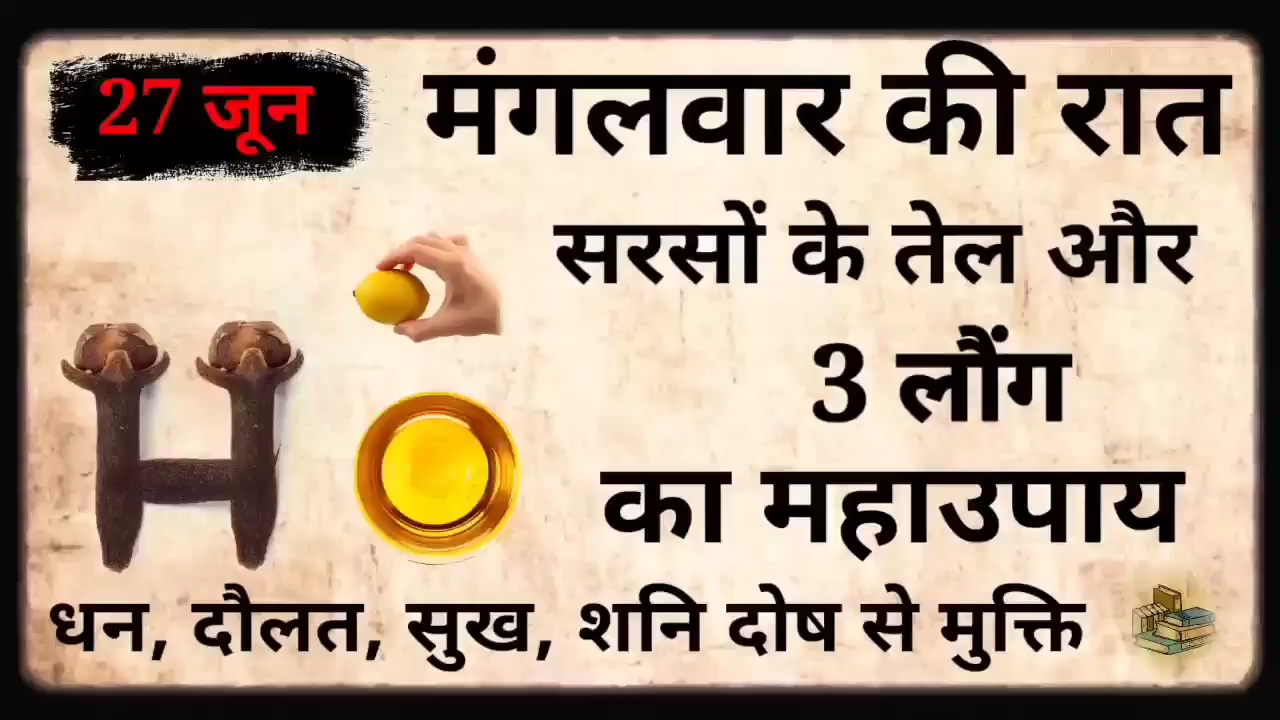 27 जून
मंगलवार की रात
सरसों के तेल और
3 लौंग
का महाउपाय
धन, दौलत, सुख, शनि दोष से मुक्ति